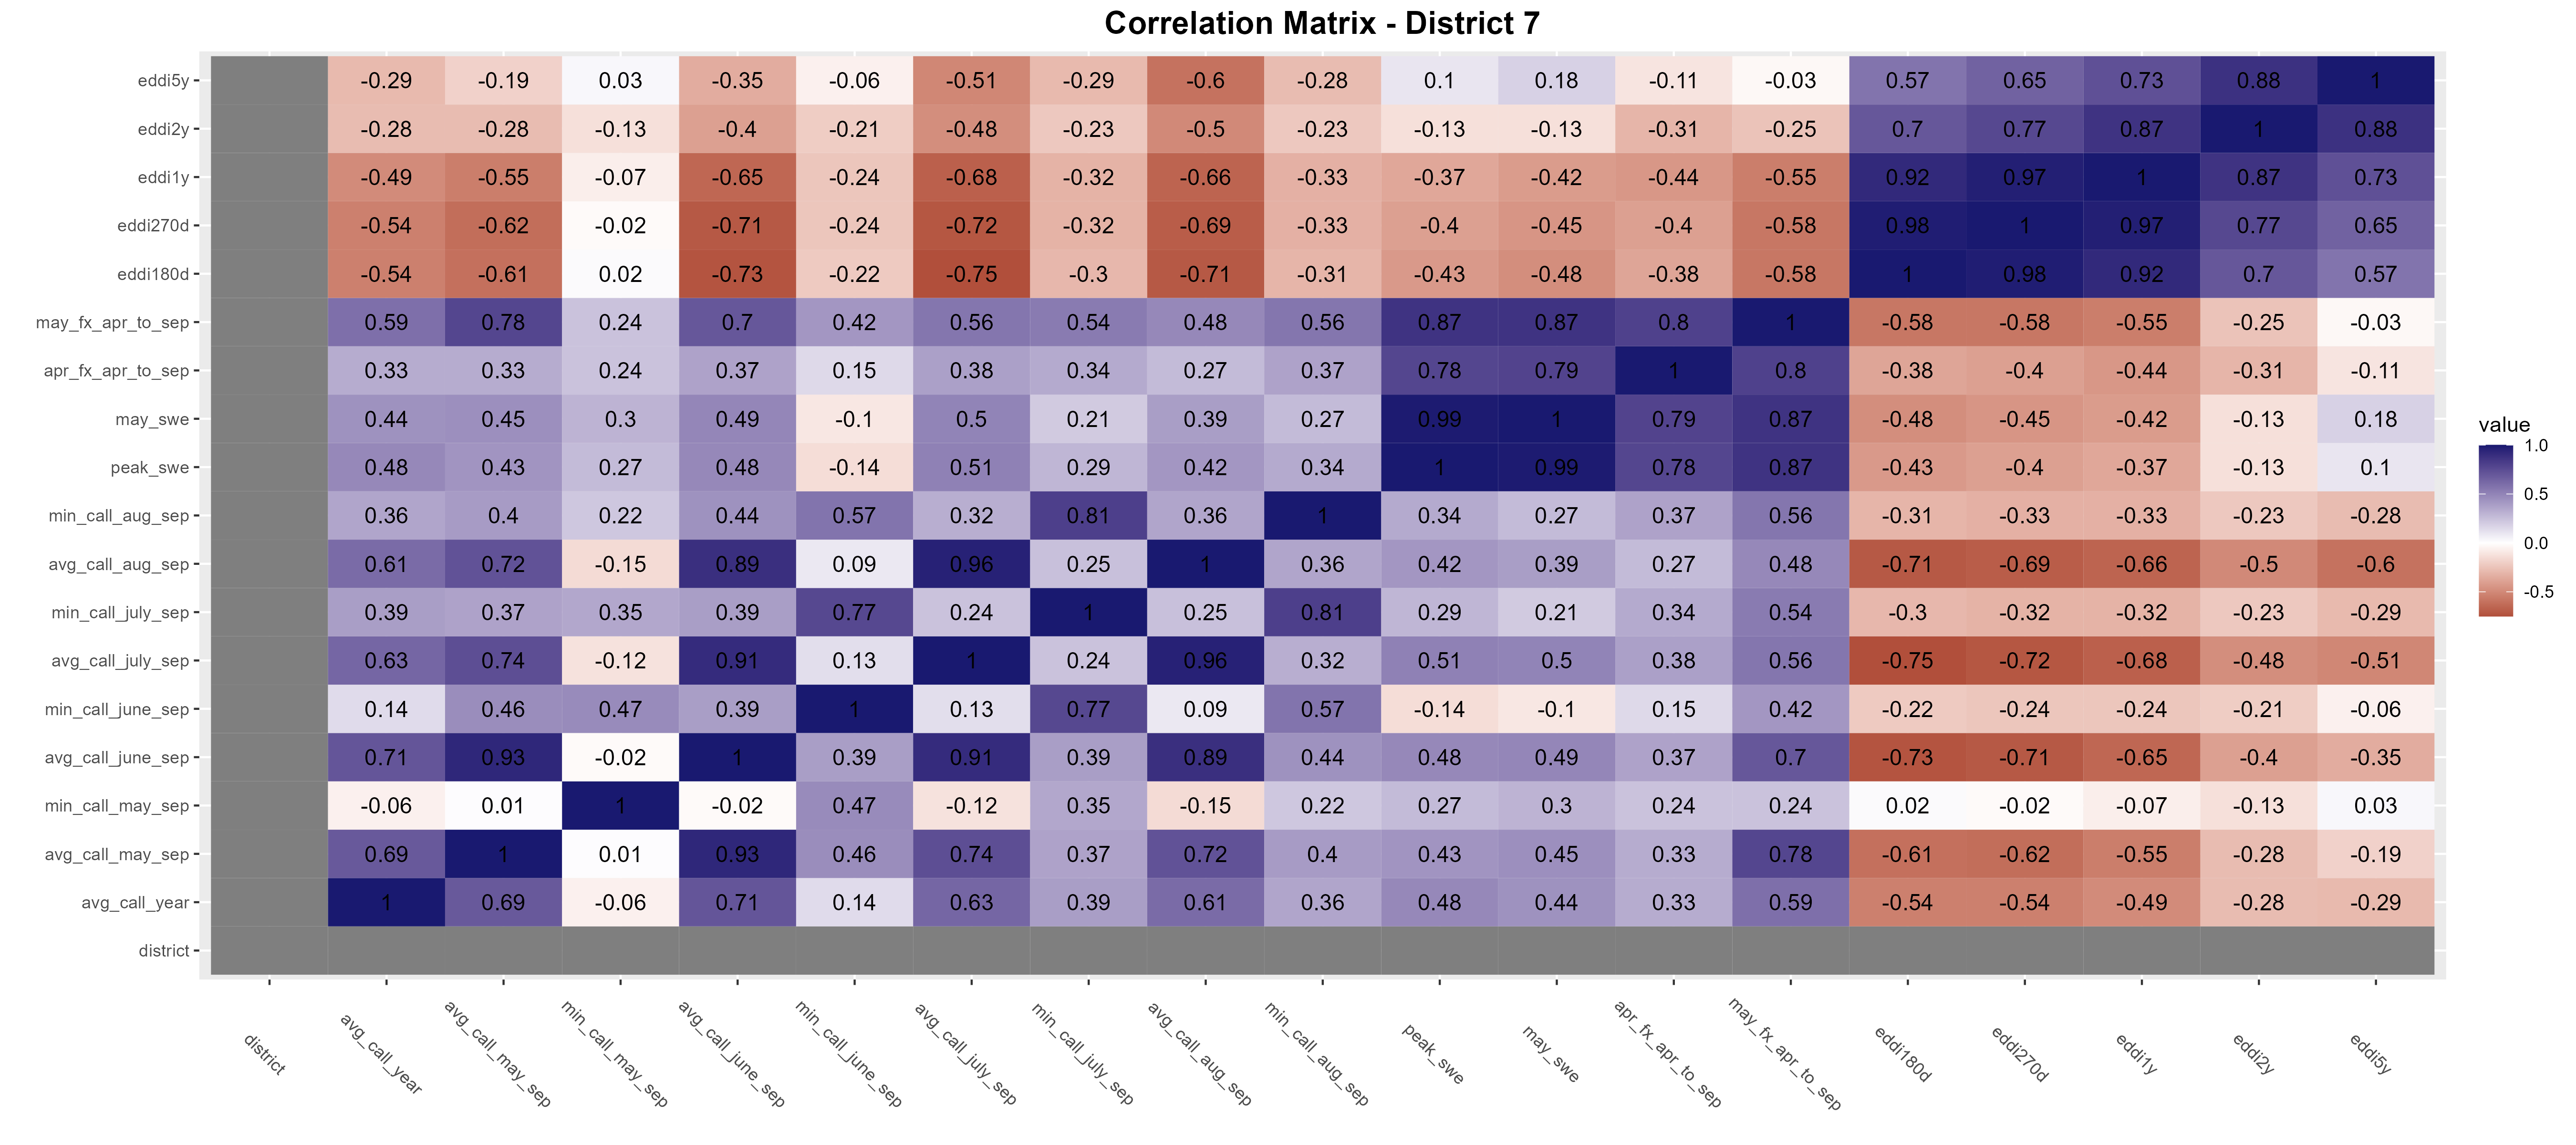 Correlation Matrix - District 7
eddi5y -0.29 -0.19 0.03 -0.35 -0.06 -0.51 -0.29 -0.6 -0.28 0.1 0.18 -0.11 -0.03 0.57 0.65 0.73 0.88 1
eddi2y -0.28 -0.28 -0.13 -0.4 -0.21 -0.48 -0.23 -0.5 -0.23 -0.13 -0.13 -0.31 -0.25 0.7 0.77 0.87 1 0.88
eddi1y -0.49 -0.55 -0.07 -0.65 -0.24 -0.68 -0.32 -0.66 -0.33 -0.37 -0.42 -0.44 -0.55 0.92 0.97 1 0.87 0.73
eddi270d -0.54 -0.62 -0.02 -0.71 -0.24 -0.72 -0.32 -0.69 -0.33 -0.4 -0.45 -0.4 -0.58 0.98 1 0.97 0.77 0.65
eddi180d -0.54 -0.61 0.02 -0.73 -0.22 -0.75 -0.3 -0.71 -0.31 -0.43 -0.48 -0.38 -0.58 1 0.98 0.92 0.7 0.57
may_fx_apr_to_sep 0.59 0.78 0.24 0.7 0.42 0.56 0.54 0.48 0.56 0.87 0.87 0.8 1 -0.58 -0.58 -0.55 -0.25 -0.03
apr_fx_apr_to_sep 0.33 0.33 0.24 0.37 0.15 0.38 0.34 0.27 0.37 0.78 0.79 1 0.8 -0.38 -0.4 -0.44 -0.31 -0.11
may_swe 0.44 0.45 0.3 0.49 -0.1 0.5 0.21 0.39 0.27 0.99 1 0.79 0.87 -0.48 -0.45 -0.42 -0.13 0.18
peak_swe 0.48 0.43 0.27 0.48 -0.14 0.51 0.29 0.42 0.34 1 0.99 0.78 0.87 -0.43 -0.4 -0.37 -0.13 0.1
min_call_aug_sep 0.36 0.4 0.22 0.44 0.57 0.32 0.81 0.36 1 0.34 0.27 0.37 0.56 -0.31 -0.33 -0.33 -0.23 -0.28
avg_call_aug_sep 0.61 0.72 -0.15 0.89 0.09 0.96 0.25 1 0.36 0.42 0.39 0.27 0.48 -0.71 -0.69 -0.66 -0.5 -0.6
min_call_july_sep 0.39 0.37 0.35 0.39 0.77 0.24 1 0.25 0.81 0.29 0.21 0.34 0.54 -0.3 -0.32 -0.32 -0.23 -0.29
avg_call_july_sep 0.63 0.74 -0.12 0.91 0.13 1 0.24 0.96 0.32 0.51 0.5 0.38 0.56 -0.75 -0.72 -0.68 -0.48 -0.51
min_call_june_sep 0.14 0.46 0.47 0.39 1 0.13 0.77 0.09 0.57 -0.14 -0.1 0.15 0.42 -0.22 -0.24 -0.24 -0.21 -0.06
avg_call_june_sep 0.71 0.93 -0.02 1 0.39 0.91 0.39 0.89 0.44 0.48 0.49 0.37 0.7 -0.73 -0.71 -0.65 -0.4 -0.35
min_call_may_sep -0.06 0.01 1 -0.02 0.47 -0.12 0.35 -0.15 0.22 0.27 0.3 0.24 0.24 0.02 -0.02 -0.07 -0.13 0.03
avg_call_may_sep 0.69 1 0.01 0.93 0.46 0.74 0.37 0.72 0.4 0.43 0.45 0.33 0.78 -0.61 -0.62 -0.55 -0.28 -0.19
avg_call_year 1 0.69 -0.06 0.71 0.14 0.63 0.39 0.61 0.36 0.48 0.44 0.33 0.59 -0.54 -0.54 -0.49 -0.28 -0.29
district
district avg_call_year avg_call_may_sep min_call_may_sep avg_call_june_sep min_call_june_sep avg_call_july_sep min_call_july_sep avg_call_aug_sep min_call_aug_sep peak_swe may_swe apr_fx_apr_to_sep may_fx_apr_to_sep eddi180d eddi270d eddi1y eddi2y eddi5y
value
1.0
0.5
0.0
-0.5